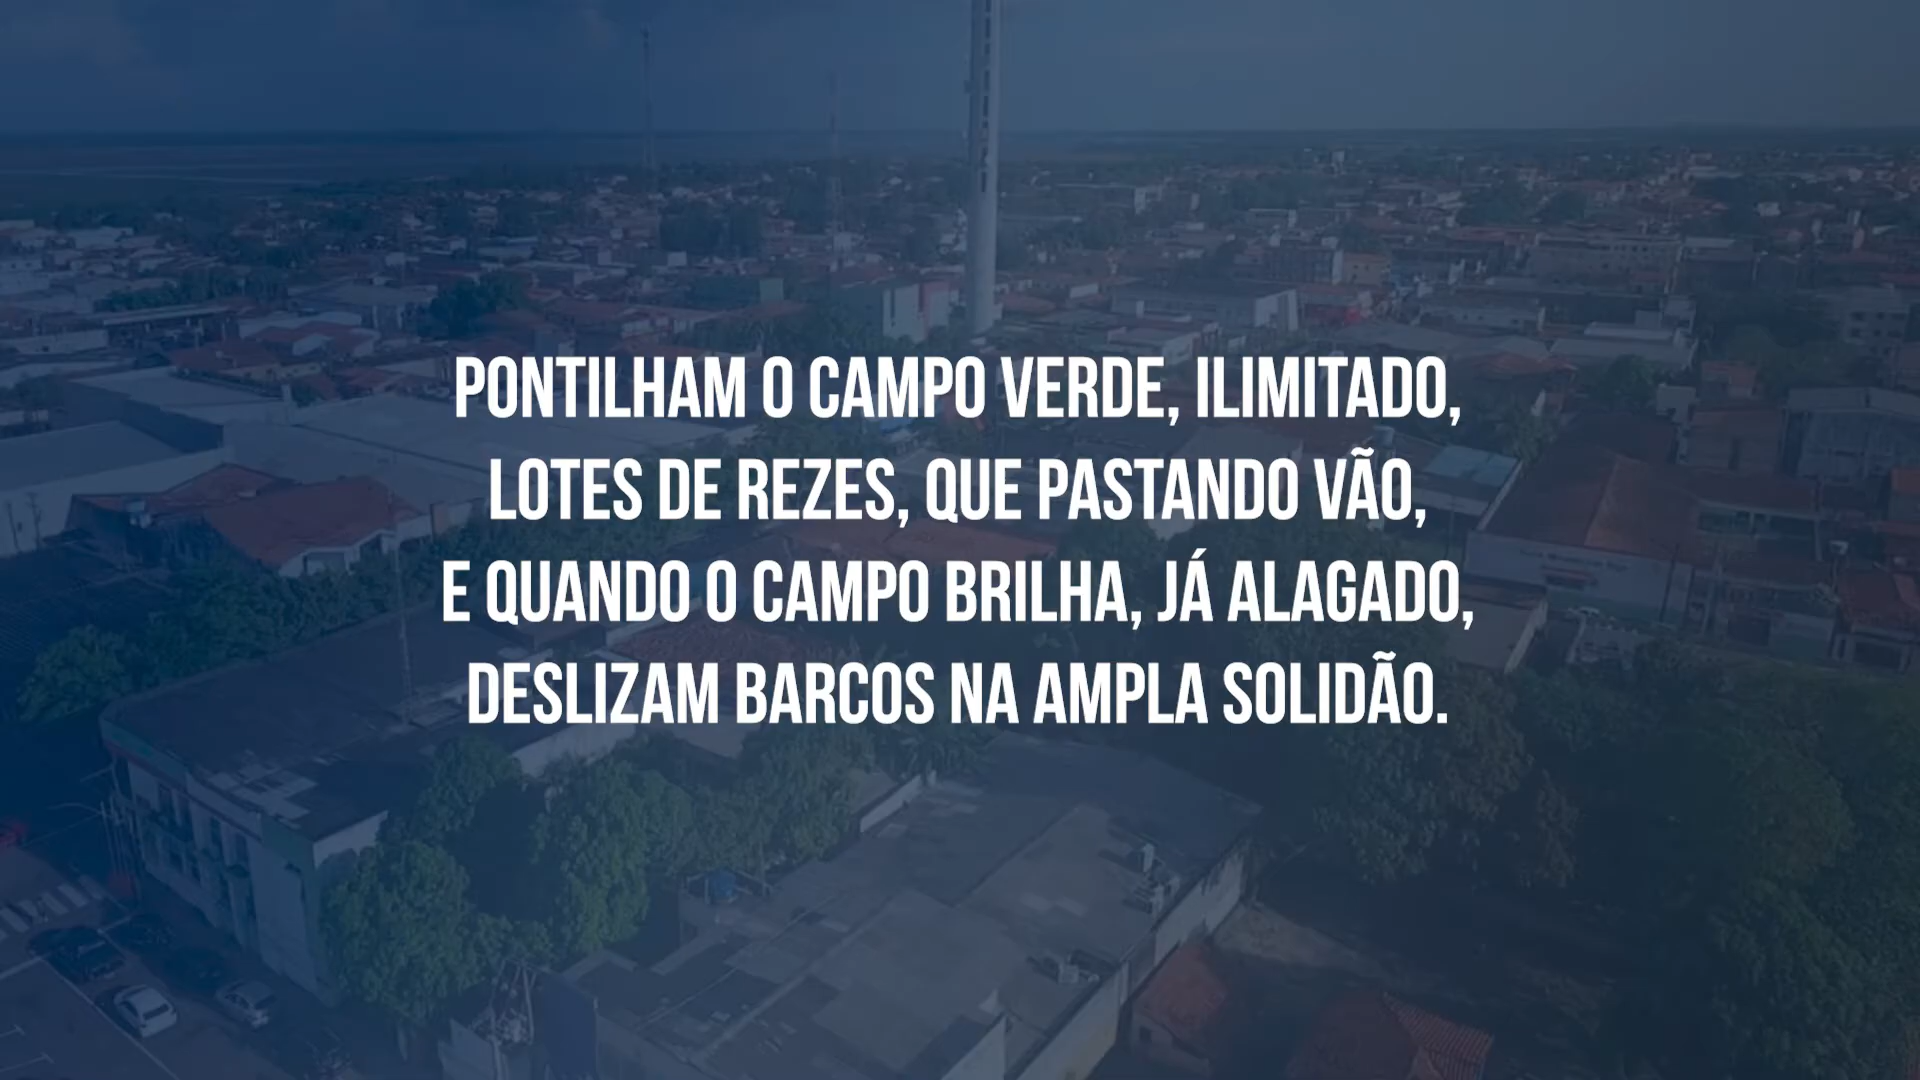 PONTILHAM O CAMPO VERDE, ILIMITADO,
LOTES DE REZES, QUE PASTANDO VÃO,
E QUANDO O CAMPO BRILHA, JÁ ALAGADO,
DESLIZAM BARCOS NA AMPLA SOLIDÃO.